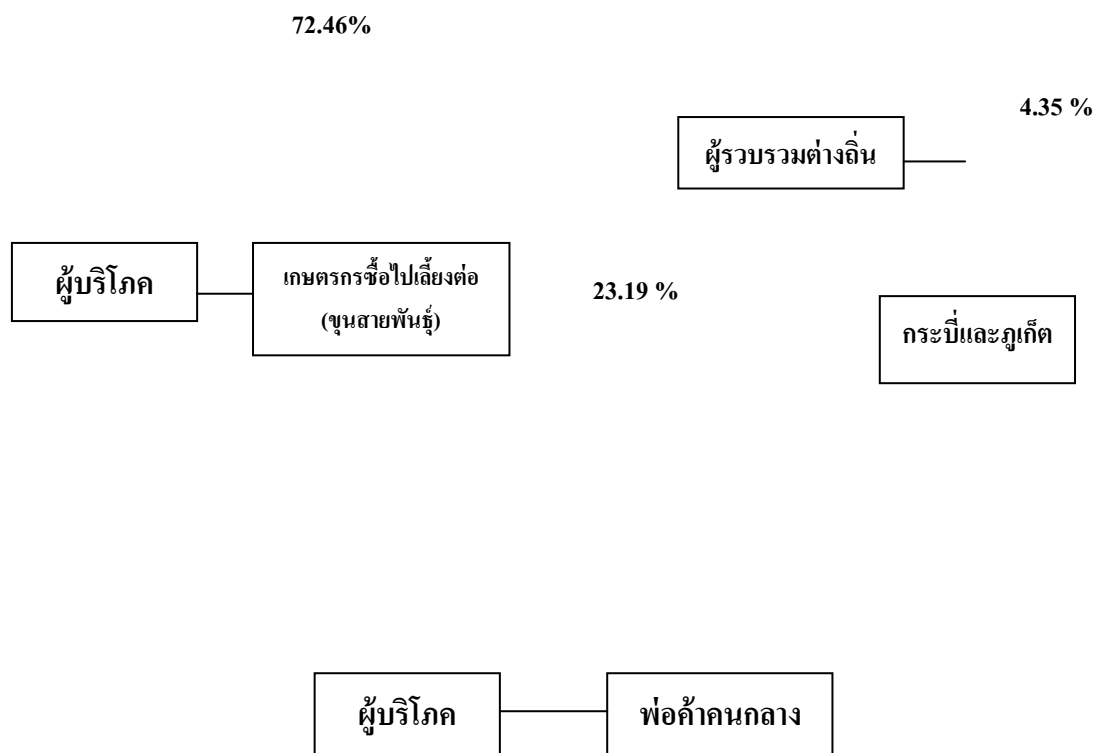 72.46%
4.35 %
ผู้รวบรวมต่างถิ่น
ผู้บริโภค
เกษตรกรซื้อไปเลี้ยงต่อ
(ขุนสายพันธุ์)
23.19 %
กระบี่และภูเก็ต
ผู้บริโภค
พ่อค้าคนกลาง